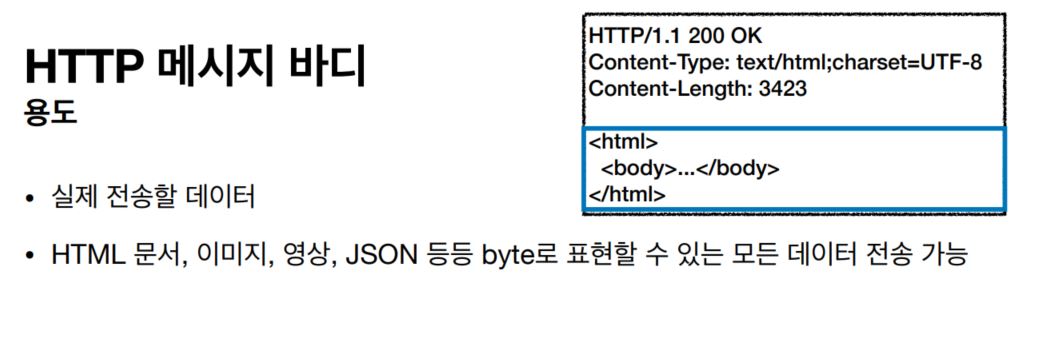 HTTP 메시지 바디
용도
• 실제 전송할 데이터
• HTML 문서, 이미지, 영상, JSON 등등 byte로 표현할 수 있는 모든 데이터 전송 가능
HTTP/1.1 200 OK
Content-Type: text/html;charset=UTF-8
Content-Length: 3423

<html>
  <body>...</body>
</html>